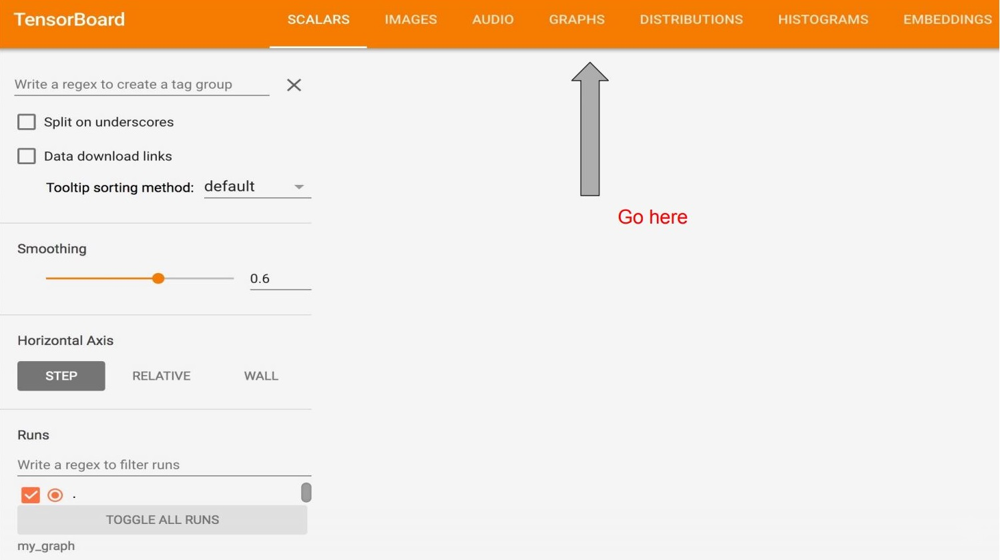 TensorBoard SCALARS IMAGES AUDIO GRAPHS DISTRIBUTIONS HISTOGRAMS EMBEDDINGS
Write a regex to create a tag group
Split on underscores
Data download links
Tooltip sorting method: default
Go here
Smoothing
0.6
Horizontal Axis
STEP RELATIVE WALL
Runs
Write a regex to filter runs
.
TOGGLE ALL RUNS
my_graph